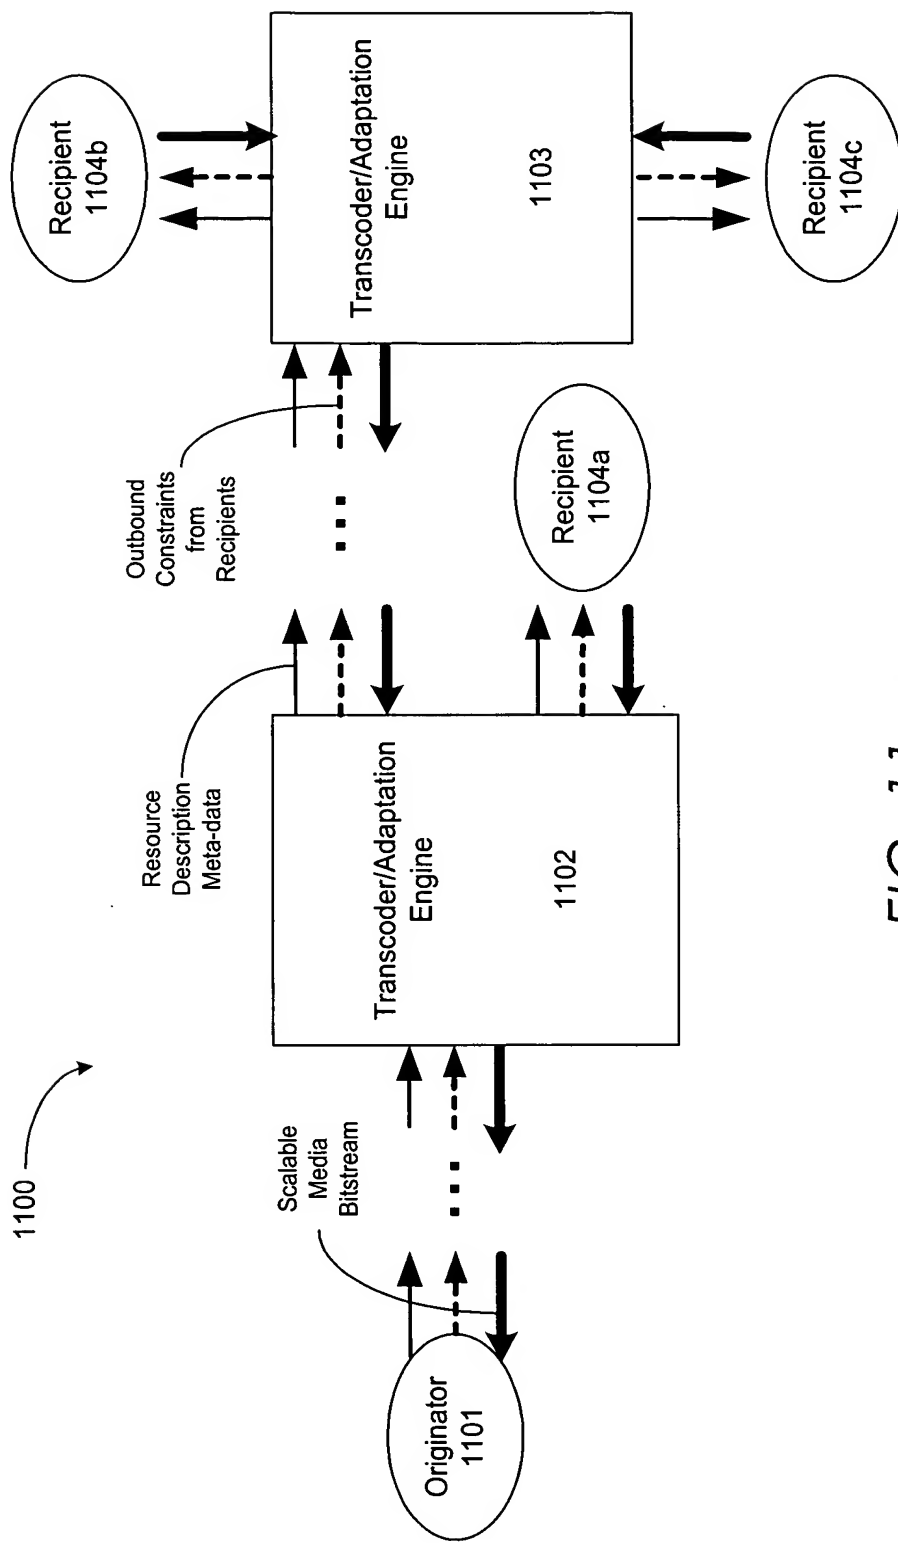 1100
Originator
1101
Scalable
Media
Bitstream
Transcoder/Adaptation
Engine
1102
Resource
Description
Meta-data
Outbound
Constraints
from
Recipients
Recipient
1104a
Transcoder/Adaptation
Engine
1103
Recipient
1104b
Recipient
1104c
FIG. 11